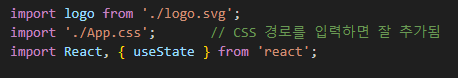 import logo from './logo.svg';
import './App.css';        // CSS 경로를 입력하면 잘 추가됨
import React, { useState } from 'react';